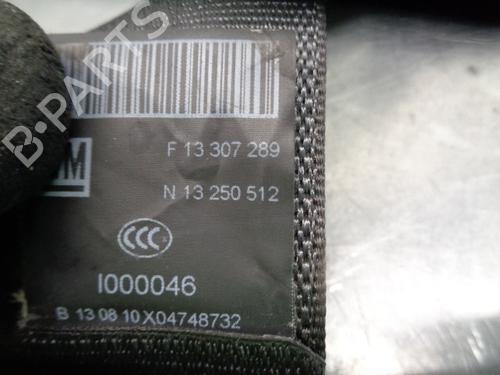 B-PARTS
F 13 307 289
GM
N 13 250 512
CCC
I000046
B 13 08 10 X04748732